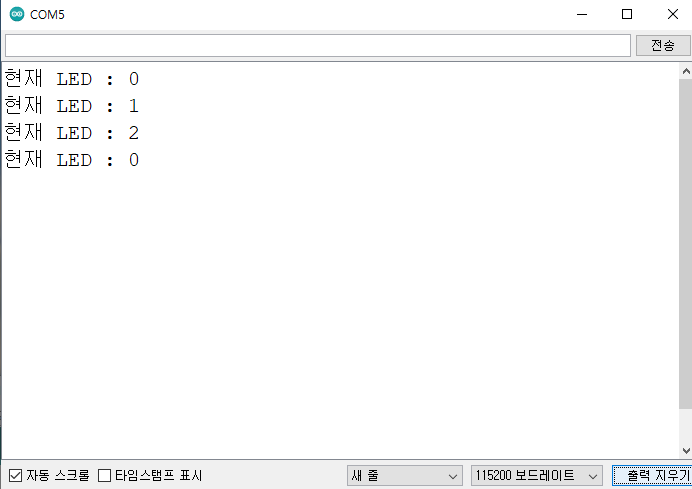 COM5
전송
현재 LED : 0
현재 LED : 1
현재 LED : 2
현재 LED : 0
자동 스크롤 타임스탬프 표시 새 줄 115200 보드레이트 출력 지우기